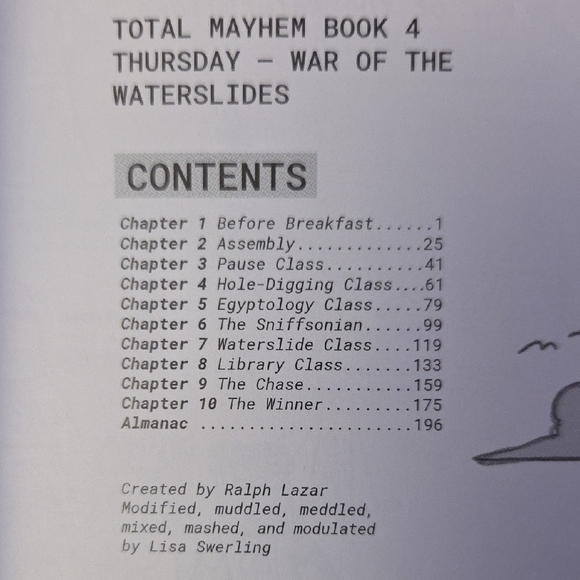 TOTAL MAYHEM BOOK 4
THURSDAY – WAR OF THE
WATERSLIDES
CONTENTS
Chapter 1 Before Breakfast......1
Chapter 2 Assembly.............25
Chapter 3 Pause Class..........41
Chapter 4 Hole-Digging Class....61
Chapter 5 Egyptology Class.....79
Chapter 6 The Sniffsonian......99
Chapter 7 Waterslide Class....119
Chapter 8 Library Class.......133
Chapter 9 The Chase...........159
Chapter 10 The Winner.........175
Almanac ......................196
Created by Ralph Lazar
Modified, muddled, meddled,
mixed, mashed, and modulated
by Lisa Swerling